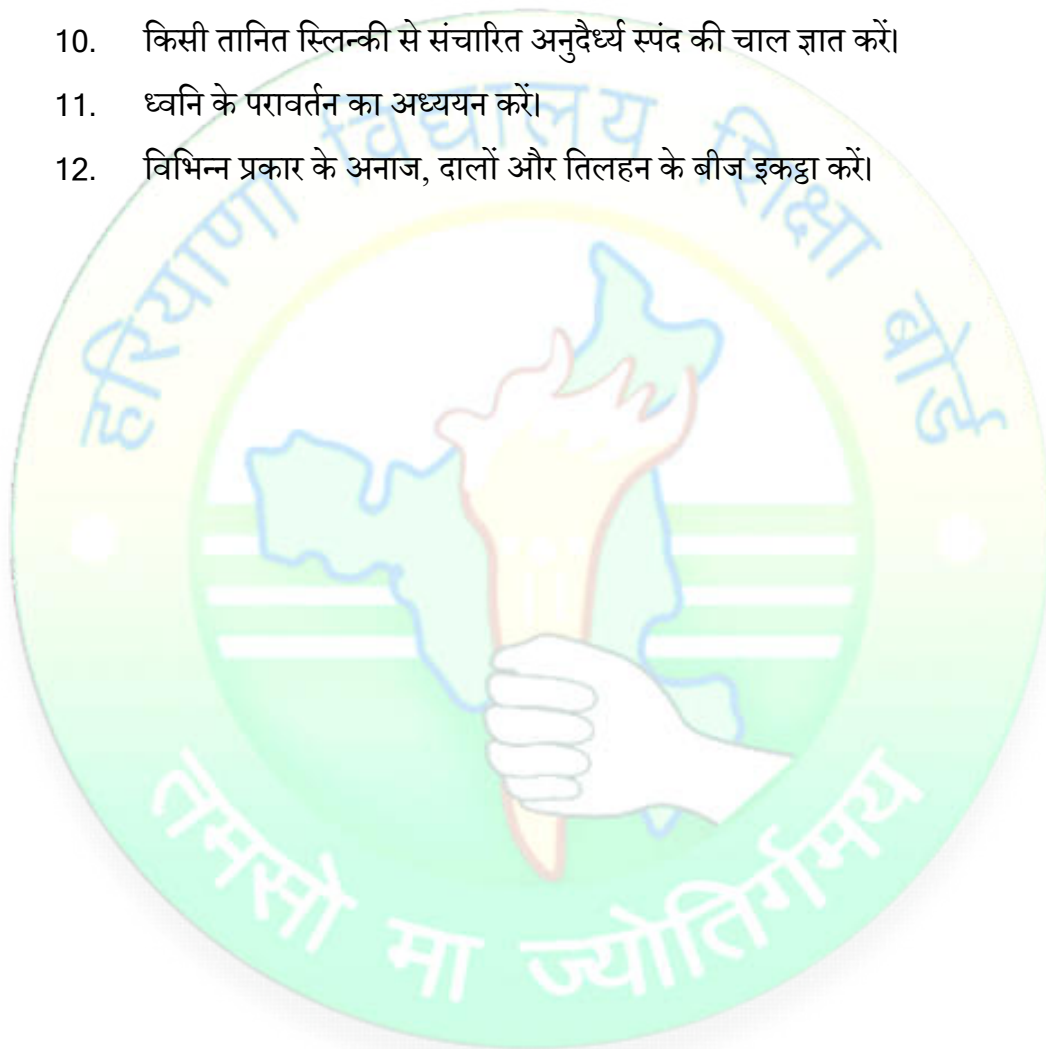 10. किसी तानित स्लिन्की से संचारित अनुदैर्ध्य स्पंद की चाल ज्ञात करें।
11. ध्वनि के परावर्तन का अध्ययन करें।
12. विभिन्न प्रकार के अनाज, दालों और तिलहन के बीज इकट्ठा करें।
हरियाणा विद्यालय शिक्षा बोर्ड
तमसो मा ज्योतिर्गमय